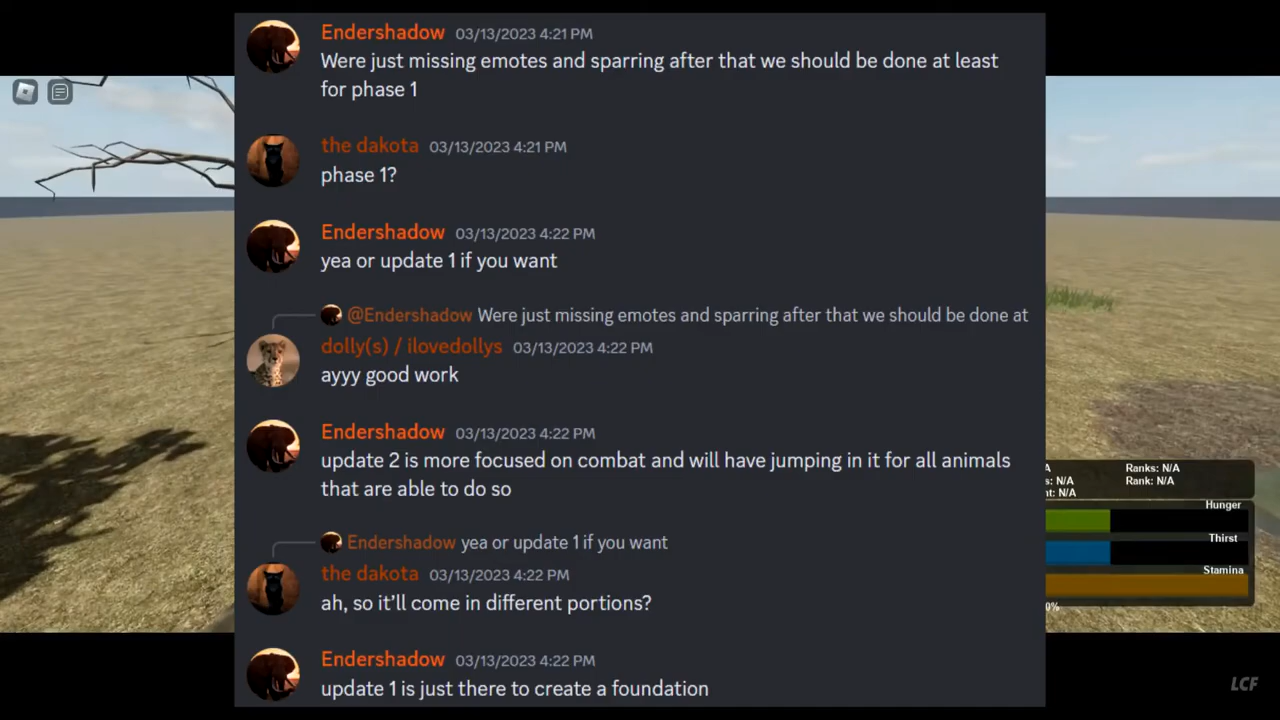 Endershadow 03/13/2023 4:21 PM
Were just missing emotes and sparring after that we should be done at least
for phase 1
the dakota 03/13/2023 4:21 PM
phase 1?
Endershadow 03/13/2023 4:22 PM
yea or update 1 if you want
@Endershadow Were just missing emotes and sparring after that we should be done at
dolly(s) / ilovedollys 03/13/2023 4:22 PM
ayyy good work
Endershadow 03/13/2023 4:22 PM
update 2 is more focused on combat and will have jumping in it for all animals
that are able to do so
Endershadow yea or update 1 if you want
the dakota 03/13/2023 4:22 PM
ah, so it'll come in different portions?
Endershadow 03/13/2023 4:22 PM
update 1 is just there to create a foundation
A Ranks: N/A
s: N/A Rank: N/A
nt: N/A
Hunger
Thirst
Stamina
0%
LCF